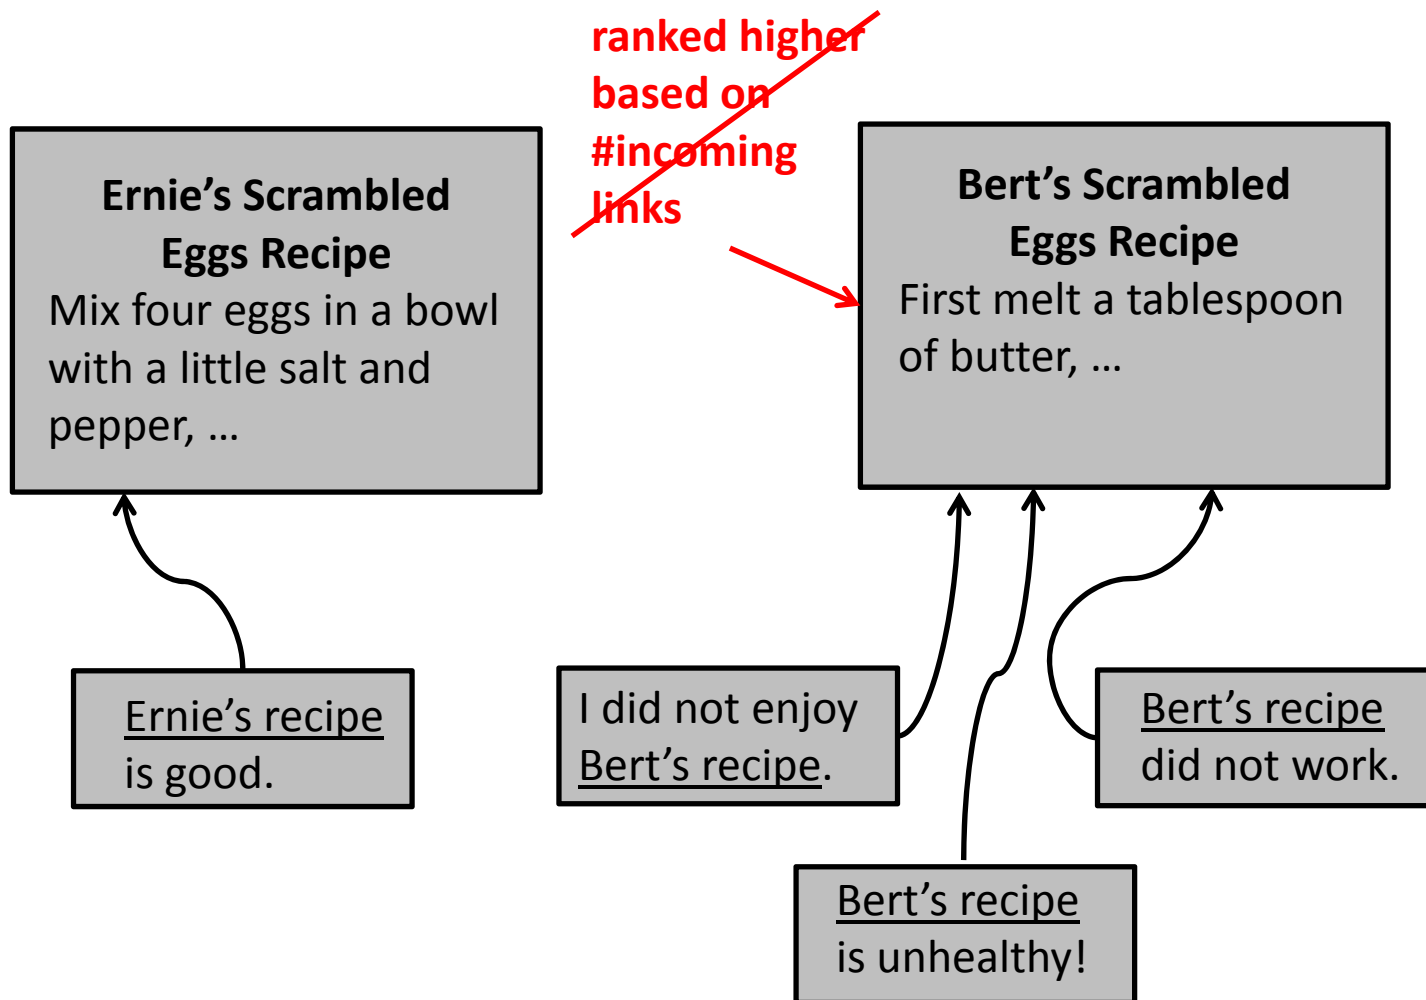 ranked higher
based on
#incoming
links
Ernie’s Scrambled
Eggs Recipe
Mix four eggs in a bowl
with a little salt and
pepper, …
Bert’s Scrambled
Eggs Recipe
First melt a tablespoon
of butter, …
Ernie’s recipe
is good.
I did not enjoy
Bert’s recipe.
Bert’s recipe
did not work.
Bert’s recipe
is unhealthy!